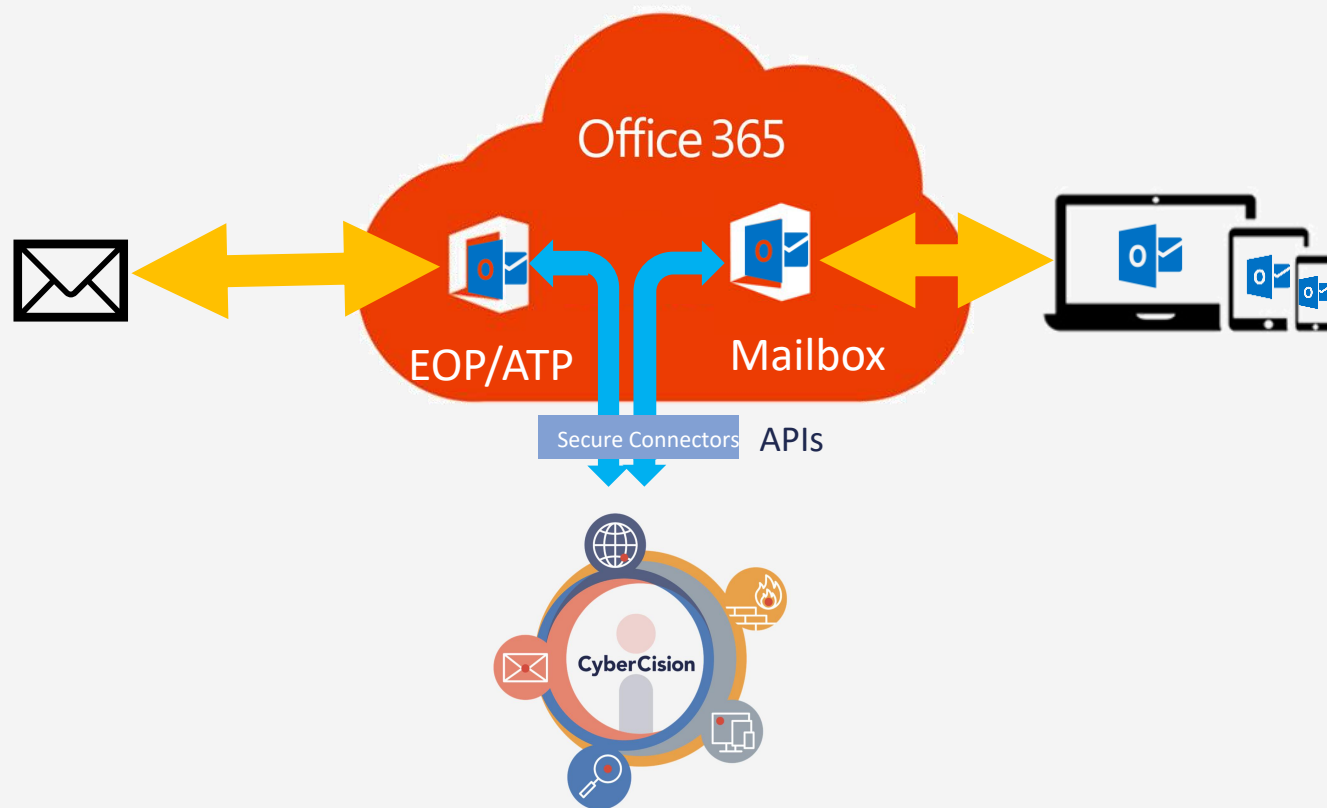 Office 365
EOP/ATP
Mailbox
Secure Connectors
APIs
CyberCision